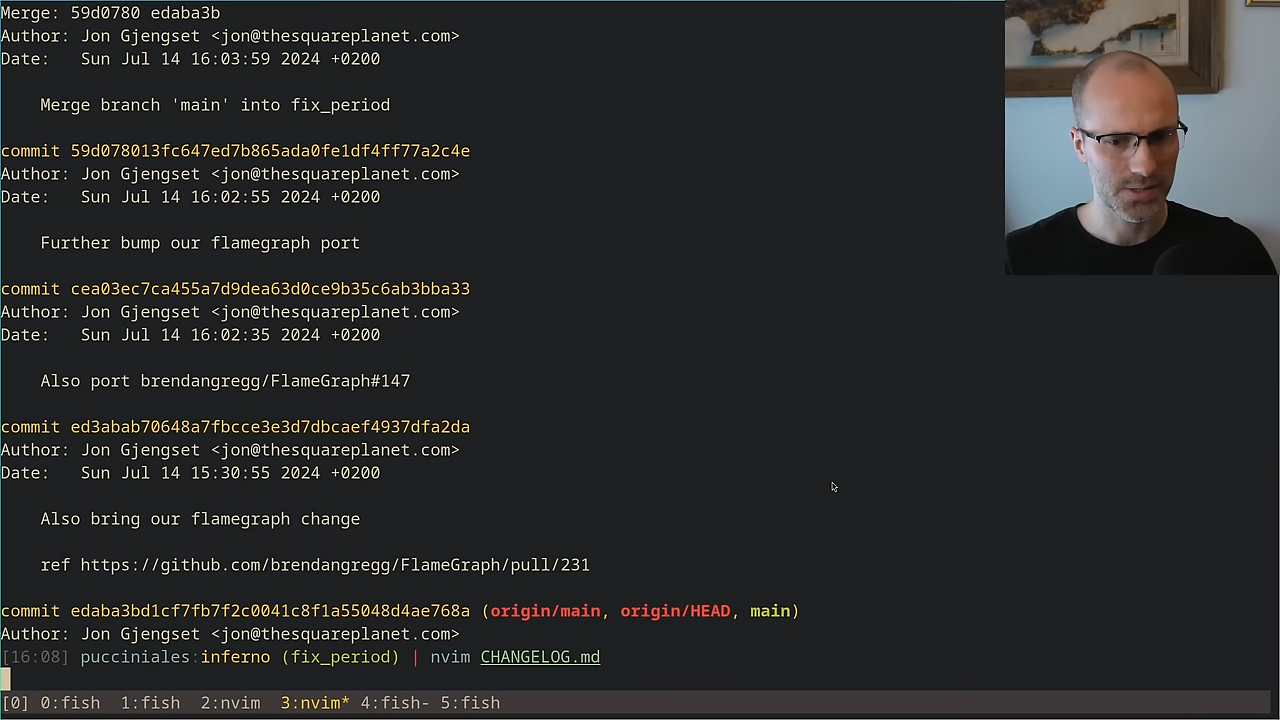 Merge: 59d0780 edaba3b
Author: Jon Gjengset <jon@thesquareplanet.com>
Date:   Sun Jul 14 16:03:59 2024 +0200
Merge branch 'main' into fix_period
commit 59d078013fc647ed7b865ada0fe1df4ff77a2c4e
Author: Jon Gjengset <jon@thesquareplanet.com>
Date:   Sun Jul 14 16:02:55 2024 +0200
Further bump our flamegraph port
commit cea03ec7ca455a7d9dea63d0ce9b35c6ab3bba33
Author: Jon Gjengset <jon@thesquareplanet.com>
Date:   Sun Jul 14 16:02:35 2024 +0200
Also port brendangregg/FlameGraph#147
commit ed3abab70648a7fbcce3e3d7dbcaef4937dfa2da
Author: Jon Gjengset <jon@thesquareplanet.com>
Date:   Sun Jul 14 15:30:55 2024 +0200
Also bring our flamegraph change
ref https://github.com/brendangregg/FlameGraph/pull/231
commit edaba3bd1cf7fb7f2c0041c8f1a55048d4ae768a (origin/main, origin/HEAD, main)
Author: Jon Gjengset <jon@thesquareplanet.com>
[16:08] pucciniales:inferno (fix_period) | nvim CHANGELOG.md
[0] 0:fish  1:fish  2:nvim  3:nvim* 4:fish- 5:fish